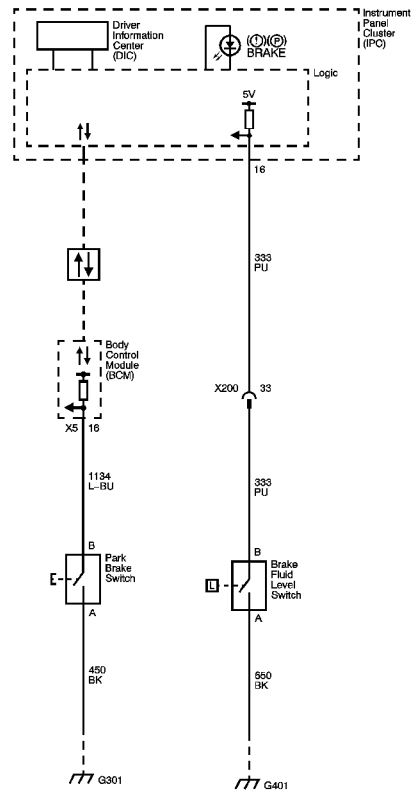 Instrument
Panel
Cluster
(IPC)
Driver
Information
Center
(DIC)
(!)(P)
BRAKE
Logic
5V
16
333
PU
Body
Control
Module
(BCM)
X200 33
X5 16
1134
L-BU
333
PU
B
Park
Brake
Switch
A
B
Brake
Fluid
Level
Switch
L
A
450
BK
650
BK
G301
G401